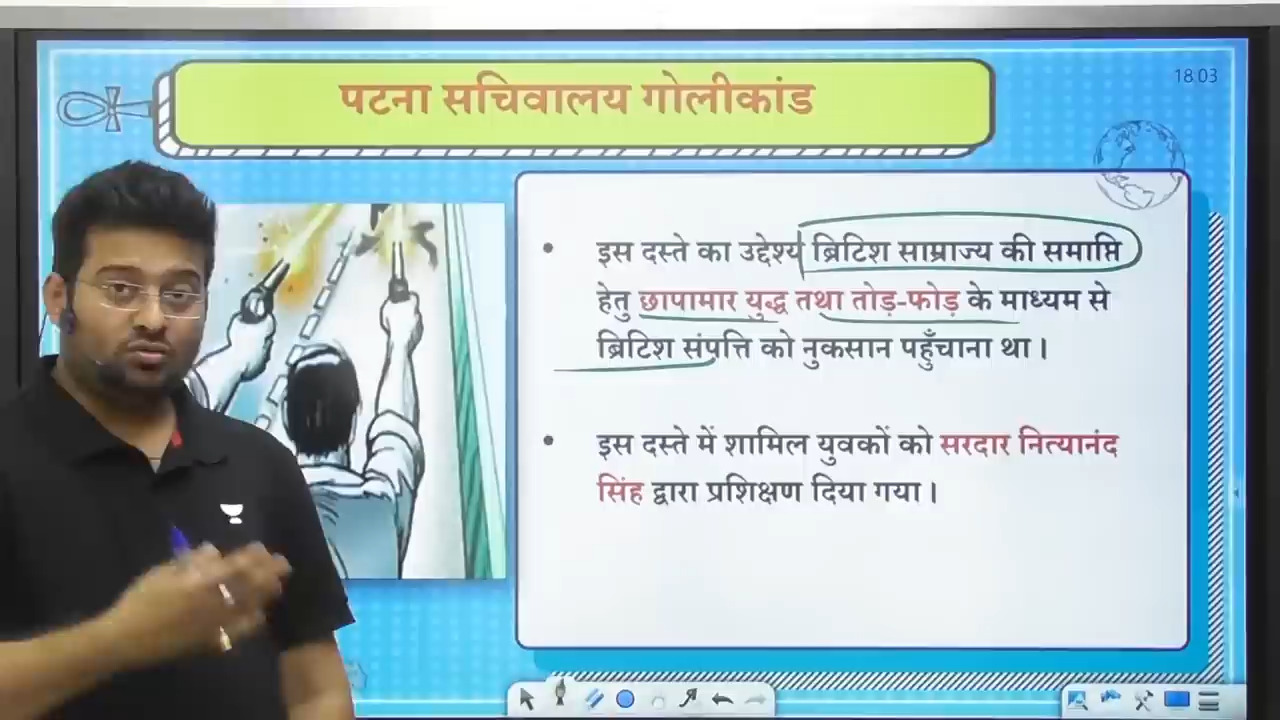 पटना सचिवालय गोलीकांड
18 03
• इस दस्ते का उद्देश्य ब्रिटिश साम्राज्य की समाप्ति
हेतु छापामार युद्ध तथा तोड़-फोड़ के माध्यम से
ब्रिटिश संपत्ति को नुकसान पहुँचाना था।
• इस दस्ते में शामिल युवकों को सरदार नित्यानंद
सिंह द्वारा प्रशिक्षण दिया गया।